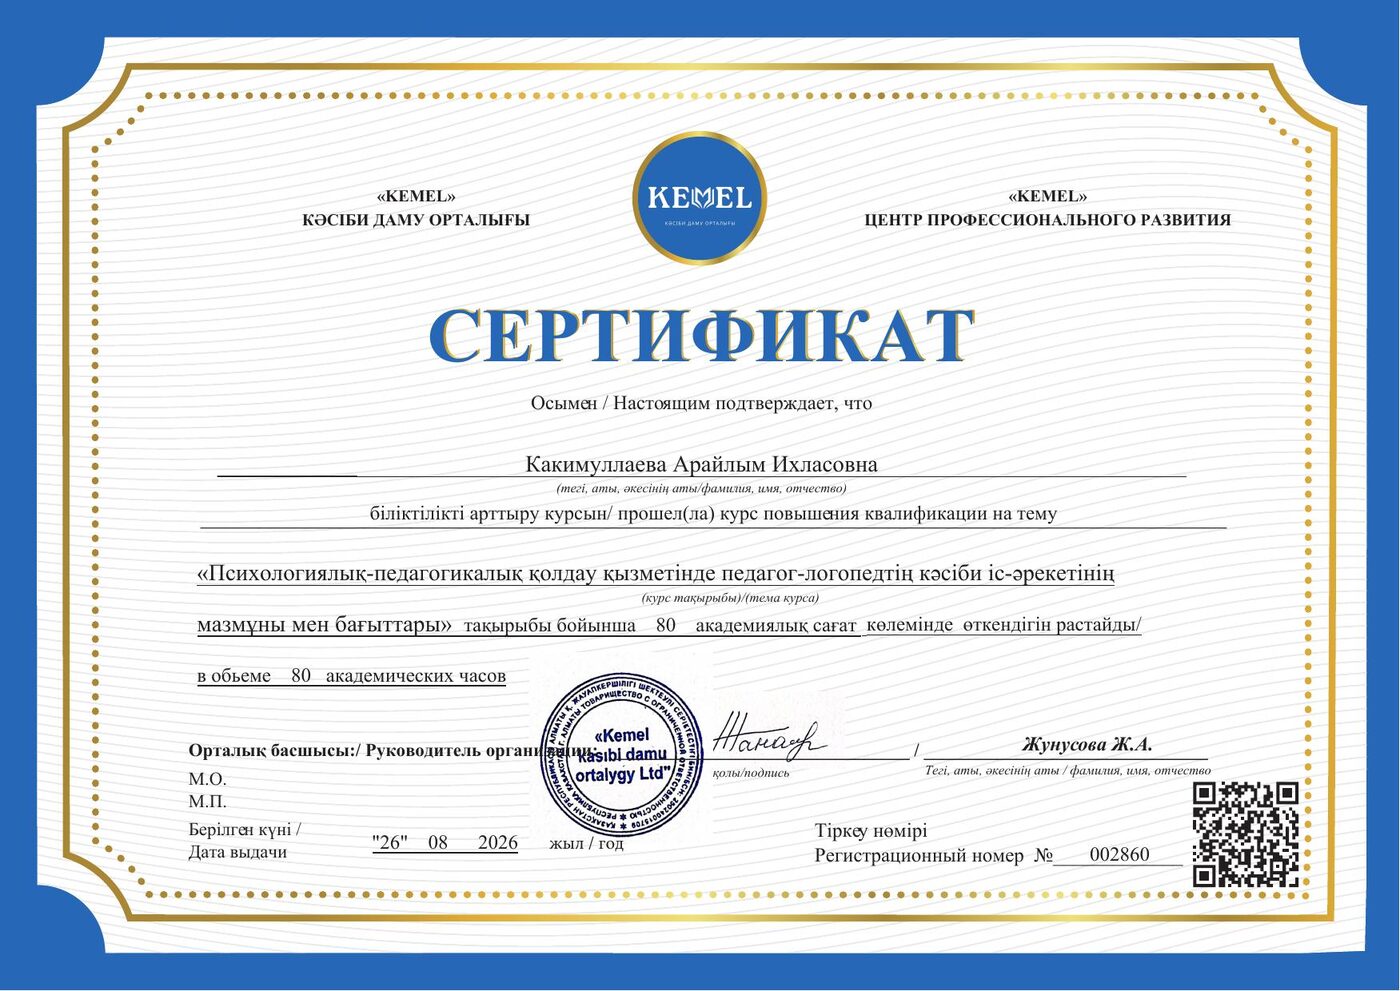 «KEMEL»
КӘСІБИ ДАМУ ОРТАЛЫҒЫ
KEMEL
КӘСІБИ ДАМУ ОРТАЛЫҒЫ
«KEMEL»
ЦЕНТР ПРОФЕССИОНАЛЬНОГО РАЗВИТИЯ
СЕРТИФИКАТ
Осымен / Настоящим подтверждает, что
Какимуллаева Арайлым Ихласовна
(тегі, аты, әкесінің аты/фамилия, имя, отчество)
біліктілікті арттыру курсын/ прошел(ла) курс повышения квалификации на тему
«Психологиялық-педагогикалық қолдау қызметінде педагог-логопедтің кәсіби іс-әрекетінің
(курс тақырыбы)/(тема курса)
мазмұны мен бағыттары» тақырыбы бойынша 80 академиялық сағат көлемінде өткендігін растайды/
в обьеме 80 академических часов
Орталық басшысы:/ Руководитель организации:
«Kemel
kasibi damu
ortalygy Ltd"
/ Жунусова Ж.А.
қолы/подпись
Тегі, аты, әкесінің аты / фамилия, имя, отчество
М.О.
М.П.
Берілген күні /
Дата выдачи
"26" 08 2026 жыл / год
Тіркеу нөмірі
Регистрационный номер № 002860